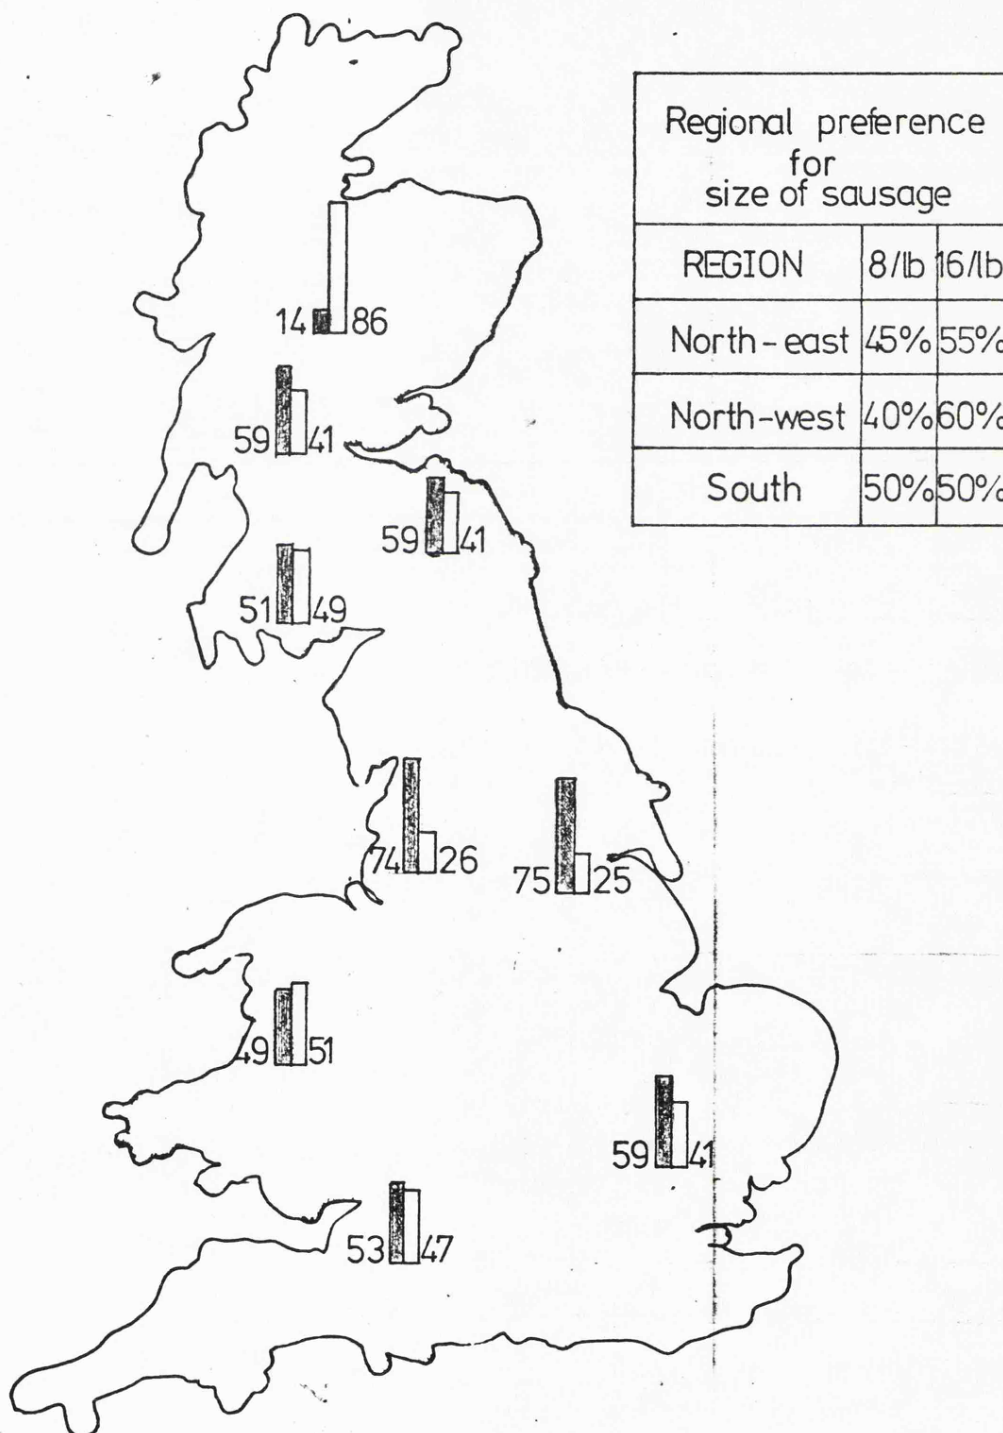 Regional preference
for
size of sausage
REGION 8/lb 16/lb
North-east 45% 55%
North-west 40% 60%
South 50% 50%
14 86
59 41
59 41
51 49
74 26
75 25
49 51
59 41
53 47